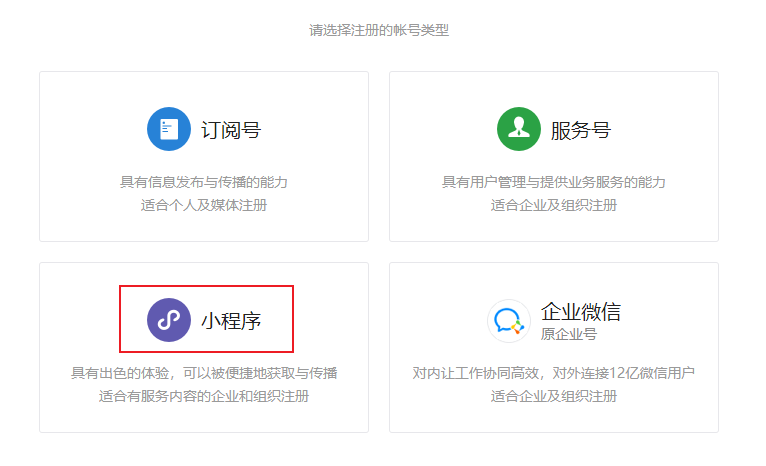 请选择注册的帐号类型
订阅号
具有信息发布与传播的能力
适合个人及媒体注册
服务号
具有用户管理与提供业务服务的能力
适合企业及组织注册
小程序
具有出色的体验，可以被便捷地获取与传播
适合有服务内容的企业和组织注册
企业微信
原企业号
对内让工作协同高效，对外连接12亿微信用户
适合企业及组织注册